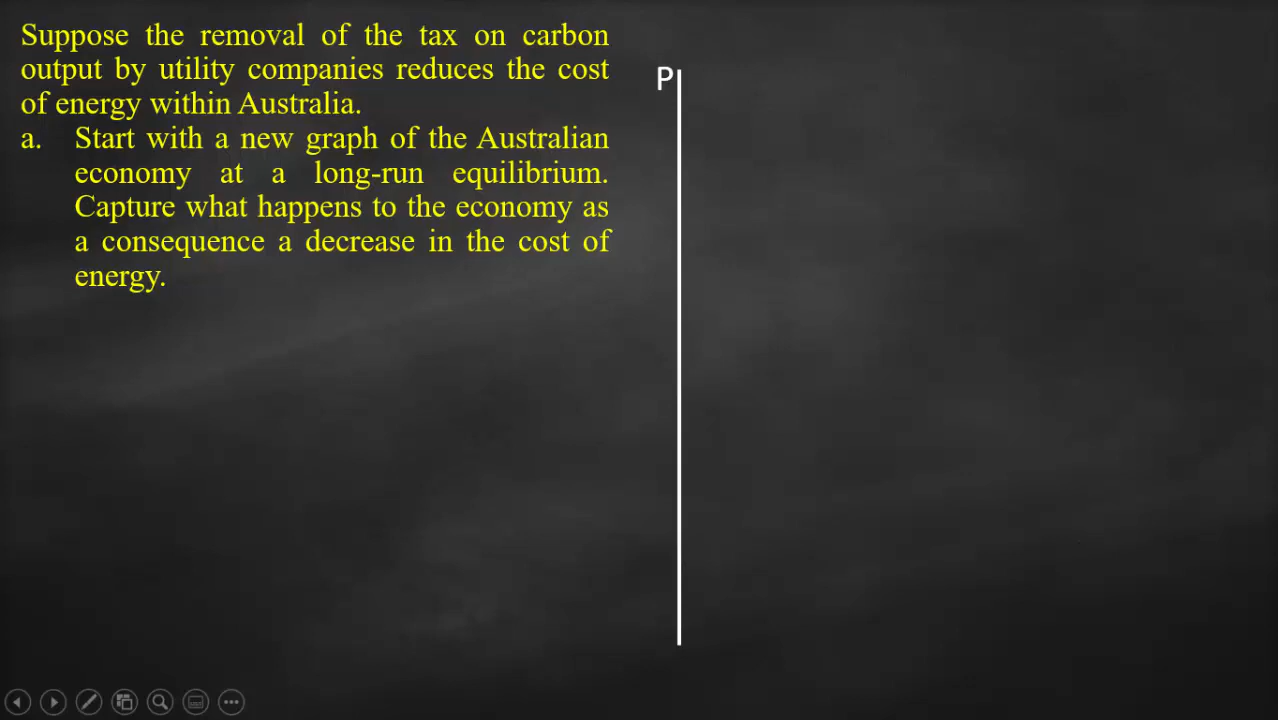 Suppose the removal of the tax on carbon
output by utility companies reduces the cost
of energy within Australia.
a. Start with a new graph of the Australian
economy at a long-run equilibrium.
Capture what happens to the economy as
a consequence a decrease in the cost of
energy.
P